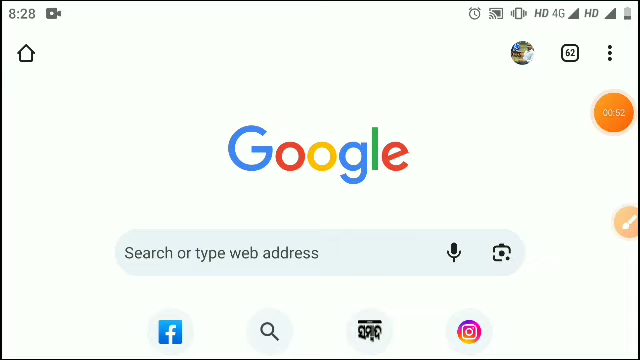 8:28 HD 4G HD
62
00:52
Google
Search or type web address
ସମ୍ବାଦ